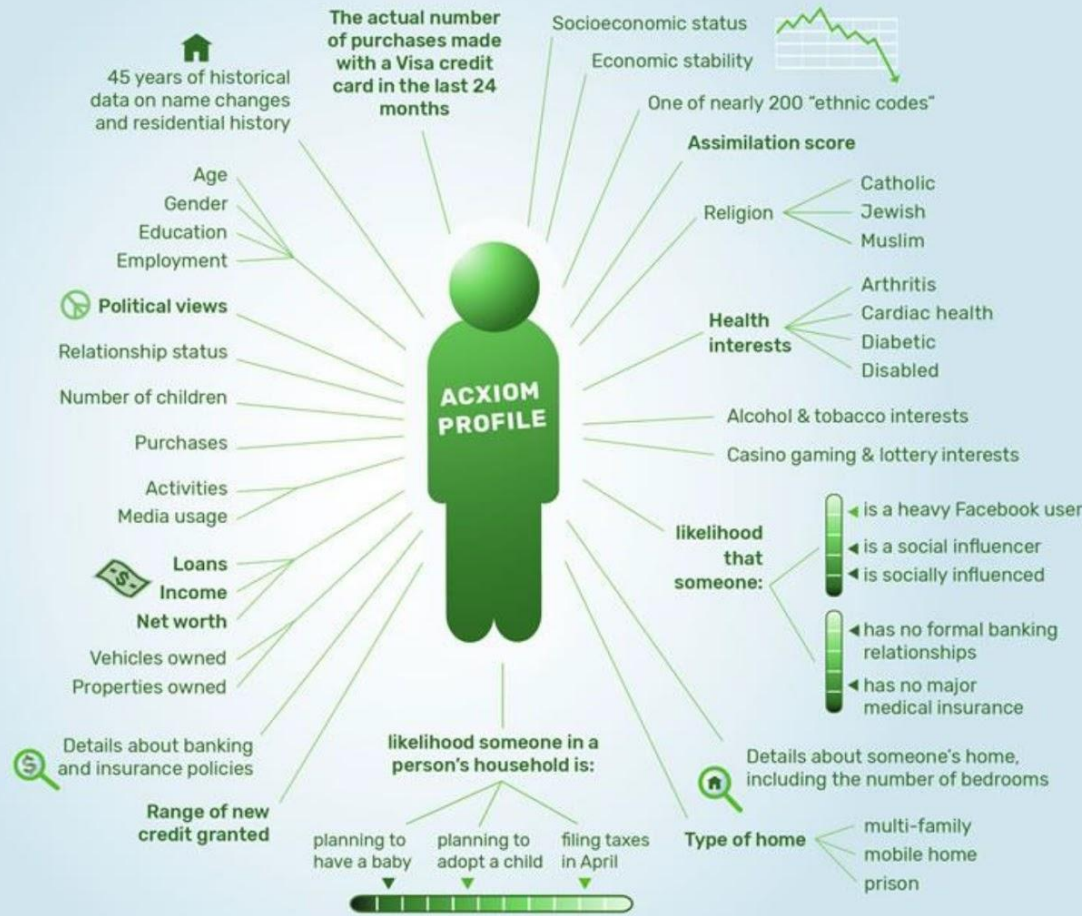 45 years of historical
data on name changes
and residential history
The actual number
of purchases made
with a Visa credit
card in the last 24
months
Socioeconomic status
Economic stability
One of nearly 200 "ethnic codes"
Assimilation score
Religion
Catholic
Jewish
Muslim
Health
interests
Arthritis
Cardiac health
Diabetic
Disabled
Alcohol & tobacco interests
Casino gaming & lottery interests
likelihood
that
someone:
is a heavy Facebook user
is a social influencer
is socially influenced
has no formal banking
relationships
has no major
medical insurance
Details about someone's home,
including the number of bedrooms
Type of home
multi-family
mobile home
prison
Age
Gender
Education
Employment
Political views
Relationship status
Number of children
Purchases
Activities
Media usage
$
Loans
Income
Net worth
Vehicles owned
Properties owned
$
Details about banking
and insurance policies
Range of new
credit granted
likelihood someone in a
person's household is:
planning to
have a baby
planning to
adopt a child
filing taxes
in April
ACXIOM
PROFILE